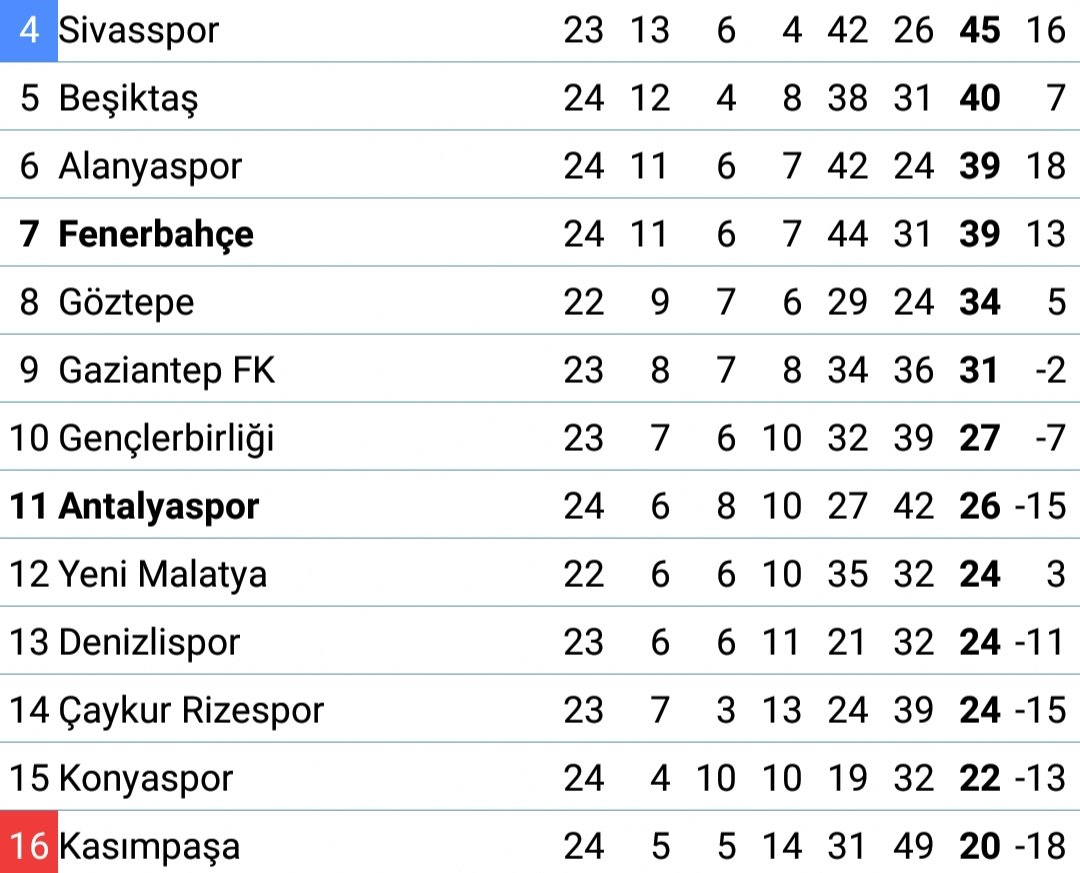 4 Sivasspor 23 13 6 4 42 26 45 16
5 Beşiktaş 24 12 4 8 38 31 40 7
6 Alanyaspor 24 11 6 7 42 24 39 18
7 Fenerbahçe 24 11 6 7 44 31 39 13
8 Göztepe 22 9 7 6 29 24 34 5
9 Gaziantep FK 23 8 7 8 34 36 31 -2
10 Gençlerbirliği 23 7 6 10 32 39 27 -7
11 Antalyaspor 24 6 8 10 27 42 26 -15
12 Yeni Malatya 22 6 6 10 35 32 24 3
13 Denizlispor 23 6 6 11 21 32 24 -11
14 Çaykur Rizespor 23 7 3 13 24 39 24 -15
15 Konyaspor 24 4 10 10 19 32 22 -13
16 Kasımpaşa 24 5 5 14 31 49 20 -18